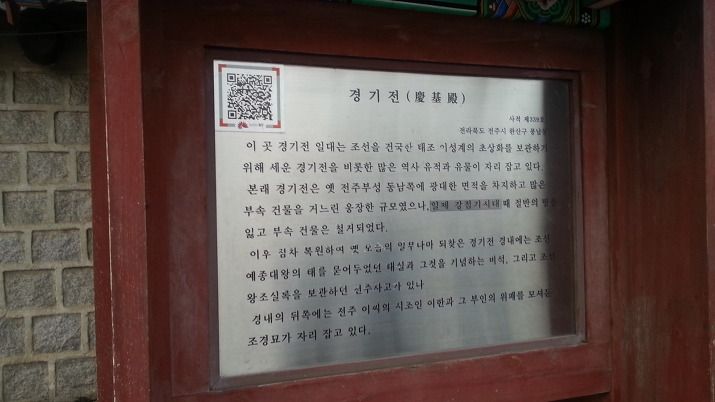 경기전(慶基殿)
사적 제339호
전라북도 전주시 완산구 풍남동
이 곳 경기전 일대는 조선을 건국한 태조 이성계의 초상화를 보관하기
위해 세운 경기전을 비롯한 많은 역사 유적과 유물이 자리 잡고 있다.
본래 경기전은 옛 전주부성 동남쪽에 광대한 면적을 차지하고 많은
부속 건물을 거느린 웅장한 규모였으나, 일제 강점기시대 때 절반의 땅을
잃고 부속 건물은 철거되었다.
이후 점차 복원하여 옛 모습의 일부나마 되찾은 경기전 경내에는 조선
예종대왕의 태를 묻어두었던 태실과 그것을 기념하는 비석, 그리고 조선
왕조실록을 보관하던 전주사고가 있다
경내의 뒤쪽에는 전주 이씨의 시조인 이한과 그 부인의 위패를 모셔둔
조경묘가 자리 잡고 있다.